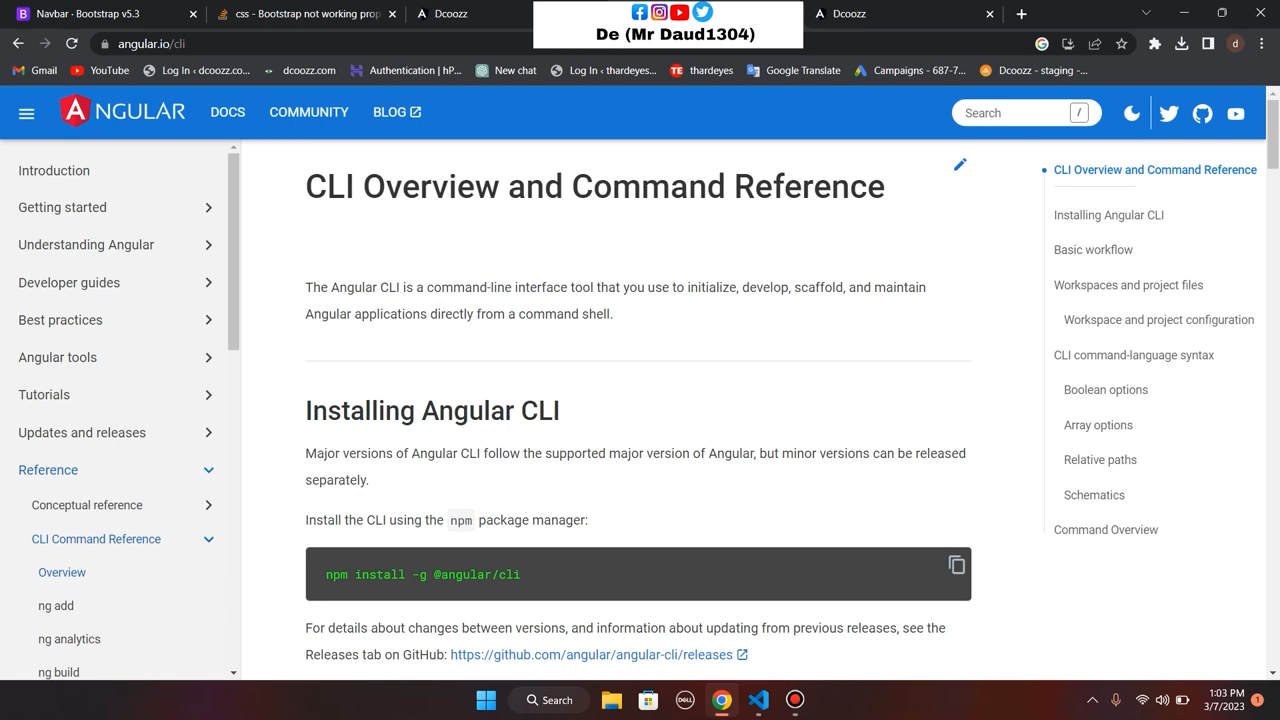 Navbar · Bootstrap v5.3
Dcoozz
Dcoozz
De (Mr Daud1304)
angular.io/cli
d
Gmail
YouTube
Log In ‹ dcoozz.co...
dcoozz.com
Authentication | hP...
New chat
Log In ‹ thardeyes...
TE thardeyes
Google Translate
Campaigns - 687-7...
Dcoozz - staging -...
ANGULAR
DOCS
COMMUNITY
BLOG
Search
/
Introduction
Getting started
Understanding Angular
Developer guides
Best practices
Angular tools
Tutorials
Updates and releases
Reference
Conceptual reference
CLI Command Reference
Overview
ng add
ng analytics
ng build
CLI Overview and Command Reference
The Angular CLI is a command-line interface tool that you use to initialize, develop, scaffold, and maintain
Angular applications directly from a command shell.
Installing Angular CLI
Major versions of Angular CLI follow the supported major version of Angular, but minor versions can be released
separately.
Install the CLI using the npm package manager:
npm install -g @angular/cli
For details about changes between versions, and information about updating from previous releases, see the
Releases tab on GitHub: https://github.com/angular/angular-cli/releases
CLI Overview and Command Reference
Installing Angular CLI
Basic workflow
Workspaces and project files
Workspace and project configuration
CLI command-language syntax
Boolean options
Array options
Relative paths
Schematics
Command Overview
Search
DELL
1:03 PM
3/7/2023
1